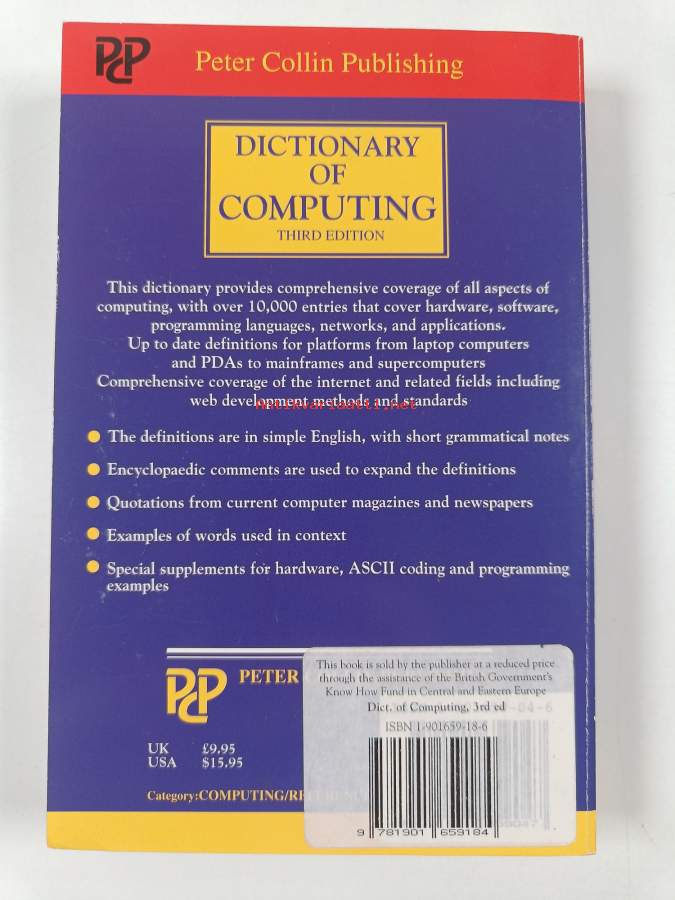 PCP Peter Collin Publishing
DICTIONARY
OF
COMPUTING
THIRD EDITION
This dictionary provides comprehensive coverage of all aspects of
computing, with over 10,000 entries that cover hardware, software,
programming languages, networks, and applications.
Up to date definitions for platforms from laptop computers
and PDAs to mainframes and supercomputers
Comprehensive coverage of the internet and related fields including
web development methods and standards
Antikvariaatti.net
The definitions are in simple English, with short grammatical notes
Encyclopaedic comments are used to expand the definitions
Quotations from current computer magazines and newspapers
Examples of words used in context
Special supplements for hardware, ASCII coding and programming
examples
PCP PETER
This book is sold by the publisher at a reduced price
through the assistance of the British Government's
Know How Fund in Central and Eastern Europe
Dict. of Computing, 3rd ed
-04-6
ISBN 1-901659-18-6
UK £9.95
USA $15.95
Category:COMPUTING/REFERENCE
9 781901 659184